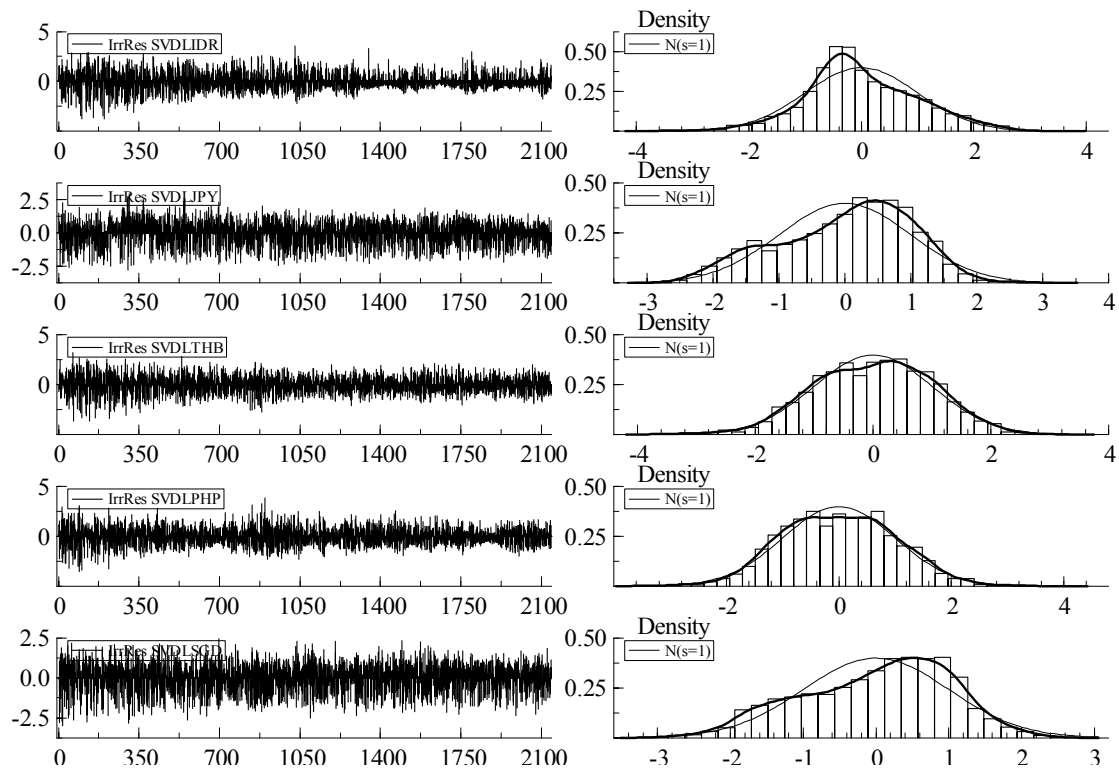 Density
5
IrrRes SVDLIDR
0
0 350 700 1050 1400 1750 2100
0.50
N(s=1)
0.25
-4 -2 0 2 4
Density
2.5
IrrRes SVDLJPY
0.0
-2.5
0 350 700 1050 1400 1750 2100
0.50
N(s=1)
0.25
-3 -2 -1 0 1 2 3 4
Density
5
IrrRes SVDLTHB
0
0 350 700 1050 1400 1750 2100
0.50
N(s=1)
0.25
-4 -2 0 2 4
Density
5
IrrRes SVDLPHP
0
0 350 700 1050 1400 1750 2100
0.50
N(s=1)
0.25
-2 0 2 4
Density
2.5
IrrRes SVDLSGD
0.0
-2.5
0 350 700 1050 1400 1750 2100
0.50
N(s=1)
0.25
-3 -2 -1 0 1 2 3